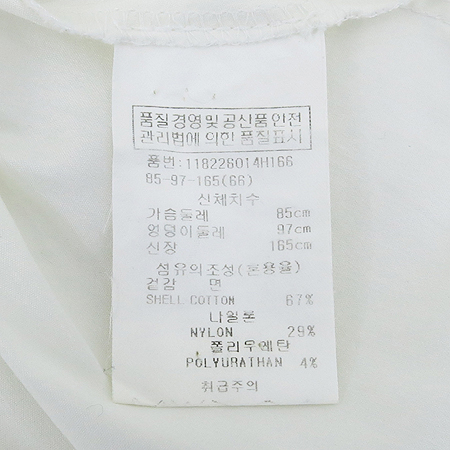 품질경영및공산품안전
관리법에의한품질표시
품번:118226014H166
85-97-165(66)
신체치수
가슴둘레 85cm
엉덩이둘레 97cm
신장 165cm
섬유의조성(혼용율)
겉감 면
SHELL COTTON 67%
나일론
NYLON 29%
폴리우레탄
POLYURATHAN 4%
취급주의